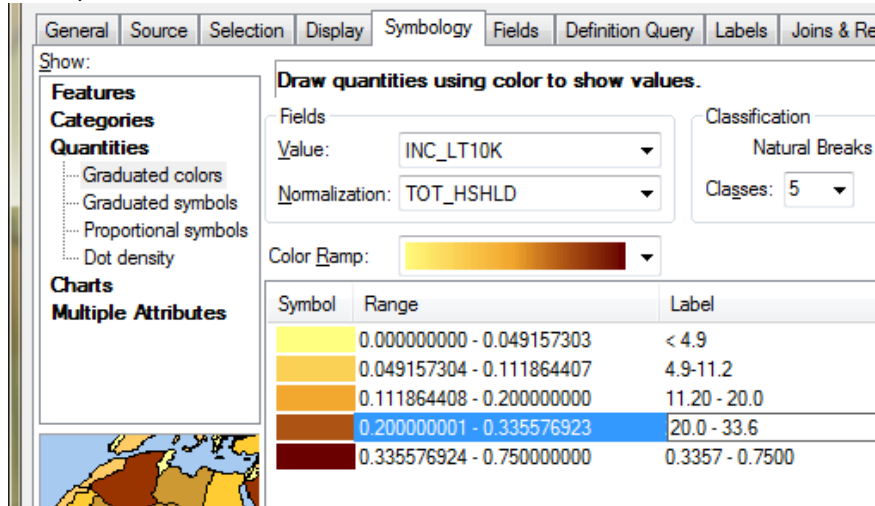 General Source Selection Display Symbology Fields Definition Query Labels Joins & Re
Show:
Features
Categories
Quantities
Graduated colors
Graduated symbols
Proportional symbols
Dot density
Charts
Multiple Attributes
Draw quantities using color to show values.
Fields
Value: INC_LT10K
Normalization: TOT_HSHLD
Classification
Natural Breaks
Classes: 5
Color Ramp:
Symbol Range Label
0.000000000 - 0.049157303 < 4.9
0.049157304 - 0.111864407 4.9-11.2
0.111864408 - 0.200000000 11.20 - 20.0
0.200000001 - 0.335576923 20.0 - 33.6
0.335576924 - 0.750000000 0.3357 - 0.7500